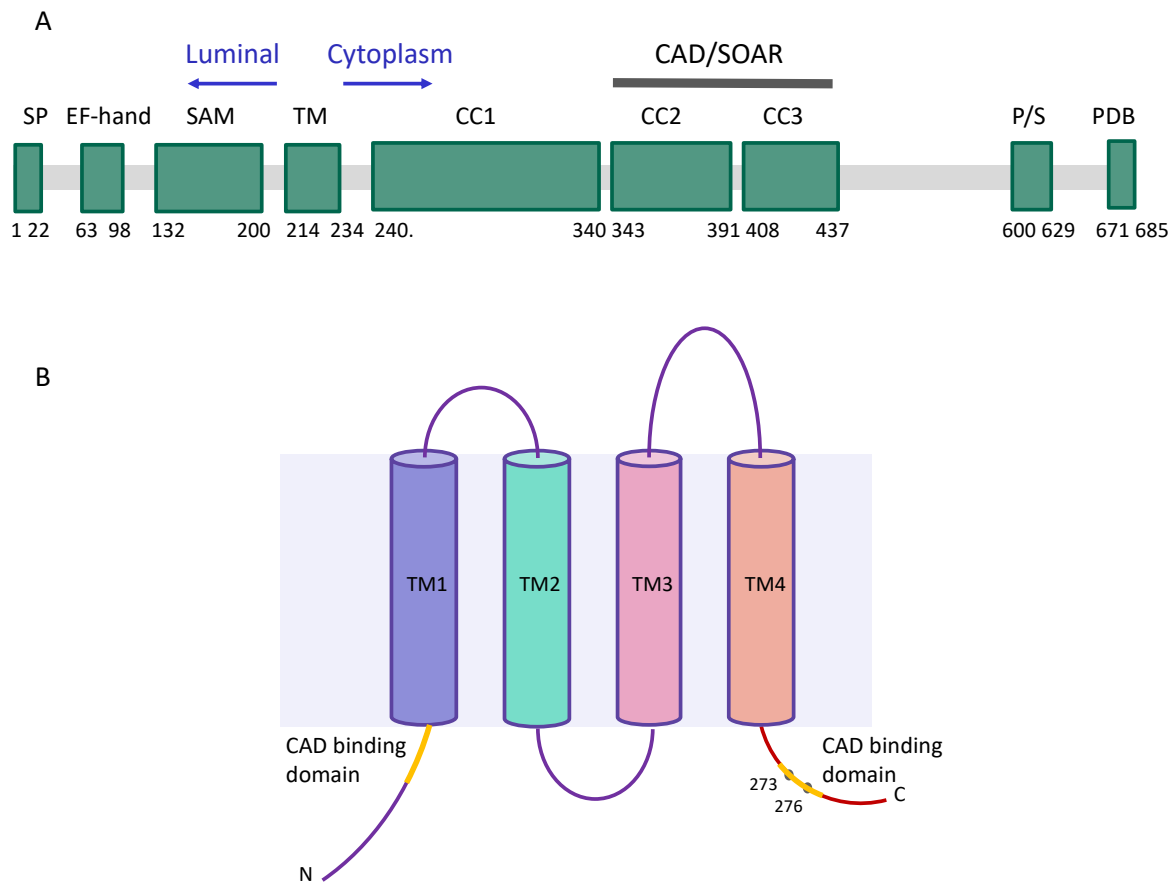 A
Luminal Cytoplasm CAD/SOAR
SP EF-hand SAM TM CC1 CC2 CC3 P/S PDB
1 22 63 98 132 200 214 234 240. 340 343 391 408 437 600 629 671 685
B
TM1 TM2 TM3 TM4
CAD binding
domain
CAD binding
domain
273
276
C
N